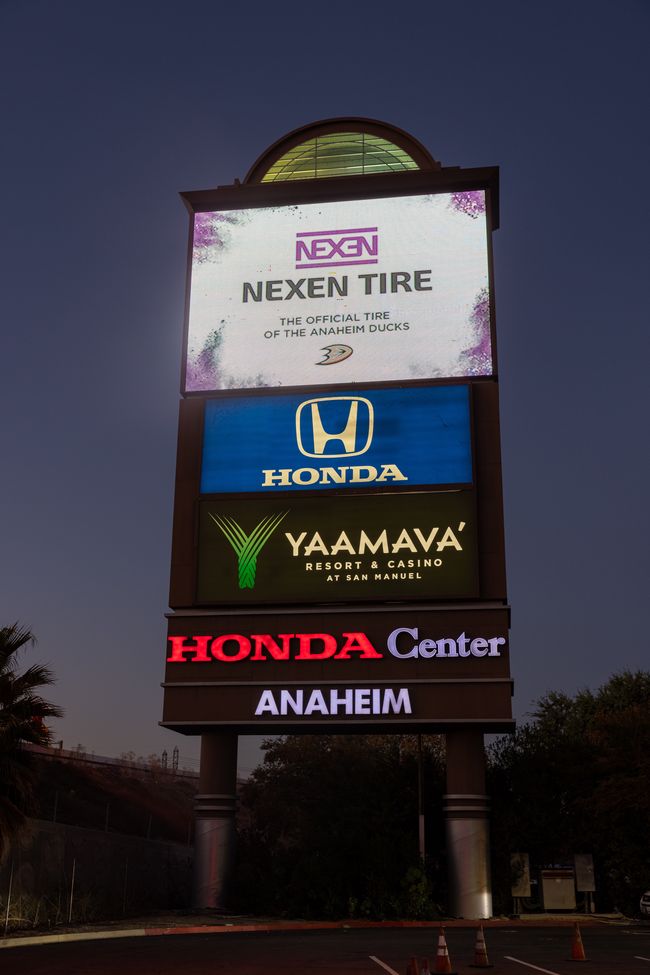 NEXEN
NEXEN TIRE
THE OFFICIAL TIRE
OF THE ANAHEIM DUCKS
HONDA
YAAMAVA'
RESORT & CASINO
AT SAN MANUEL
HONDA Center
ANAHEIM